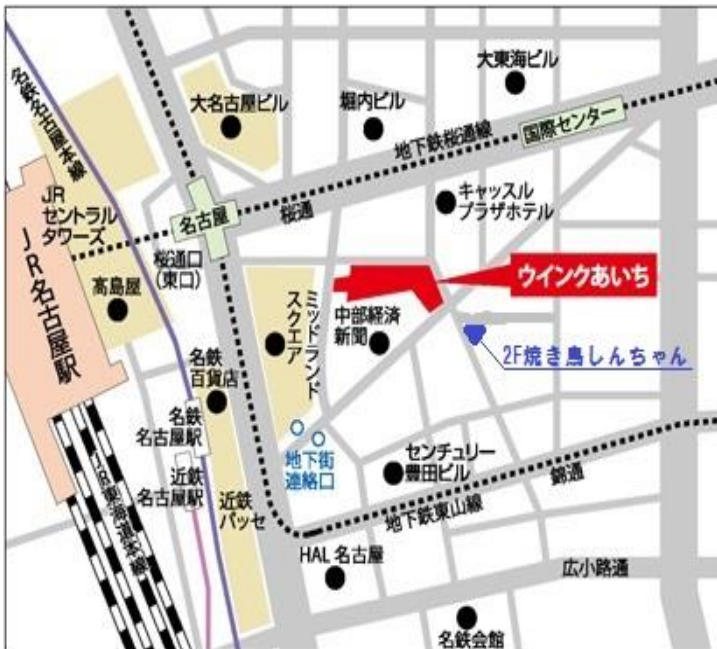 名鉄名古屋本線
大東海ビル
大名古屋ビル
堀内ビル
国際センター
地下鉄桜通線
JR
セントラル
タワーズ
名古屋
桜通
キャッスル
プラザホテル
桜通口
(東口)
JR名古屋駅
高島屋
ウインクあいち
ミッドランド
スクエア
中部経済
新聞
2F焼き鳥しんちゃん
名鉄
百貨店
名鉄
名古屋駅
地下街
連絡口
センチュリー
豊田ビル
近鉄
名古屋駅
近鉄
パッセ
錦通
地下鉄東山線
JR東海道本線
HAL 名古屋
広小路通
名鉄会館